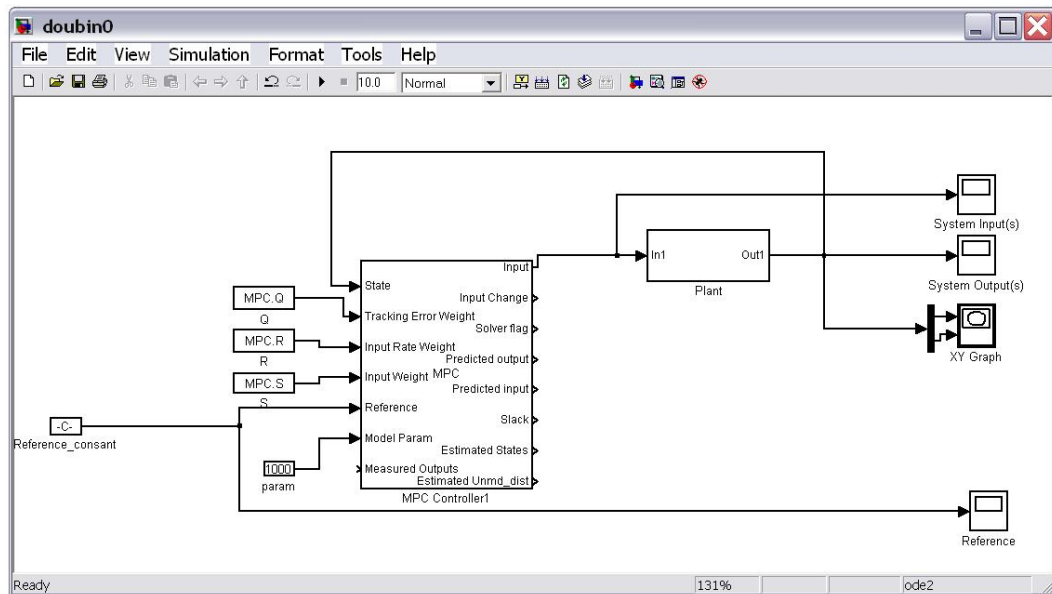 doubin0
File Edit View Simulation Format Tools Help
10.0 Normal
System Input(s)
System Output(s)
XY Graph
In1 Out1
Plant
Input
State
Input Change
MPC.Q
Q
Tracking Error Weight
Solver flag
MPC.R
R
Input Rate Weight
Predicted output
MPC
MPC.S
S
Input Weight
Predicted input
Reference
Slack
-C-
Reference_consant
Model Param
Estimated States
1000
param
Measured Outputs
Estimated Unmd_dist
MPC Controller1
Reference
Ready 131% ode2